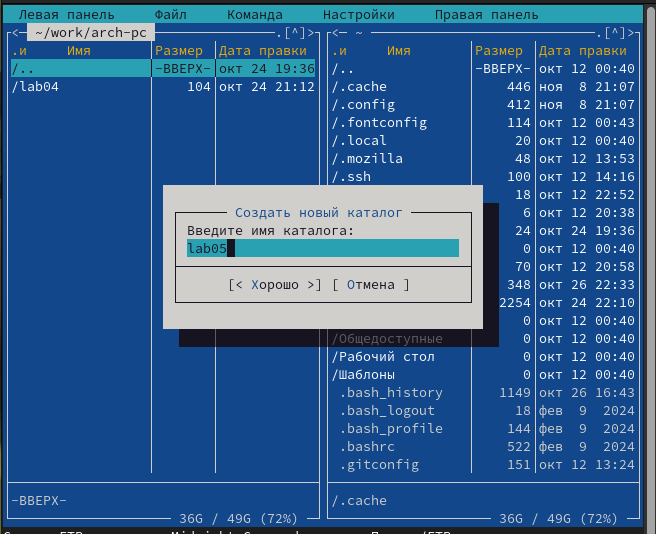 Левая панель Файл Команда Настройки Правая панель
<─ ~/work/arch-pc ─.[^]>
.и Имя Размер Дата правки
/.. -ВВЕРХ- окт 24 19:36
/lab04 104 окт 24 21:12
-ВВЕРХ-
36G / 49G (72%)
<─ ~ ─.[^]>
.и Имя Размер Дата правки
/.. -ВВЕРХ- окт 12 00:40
/.cache 446 ноя 8 21:07
/.config 412 ноя 8 21:07
/.fontconfig 114 окт 12 00:43
/.local 20 окт 12 00:40
/.mozilla 48 окт 12 13:53
/.ssh 100 окт 12 14:16
18 окт 12 22:52
6 окт 12 20:38
24 окт 24 19:36
0 окт 12 00:40
70 окт 12 20:58
348 окт 26 22:33
2254 окт 24 22:10
0 окт 12 00:40
/Общедоступные 0 окт 12 00:40
/Рабочий стол 0 окт 12 00:40
/Шаблоны 0 окт 12 00:40
.bash_history 1149 окт 26 16:43
.bash_logout 18 фев 9 2024
.bash_profile 144 фев 9 2024
.bashrc 522 фев 9 2024
.gitconfig 151 окт 12 13:24
/.cache
36G / 49G (72%)
Создать новый каталог
Введите имя каталога:
lab05
[< Хорошо >] [ Отмена ]